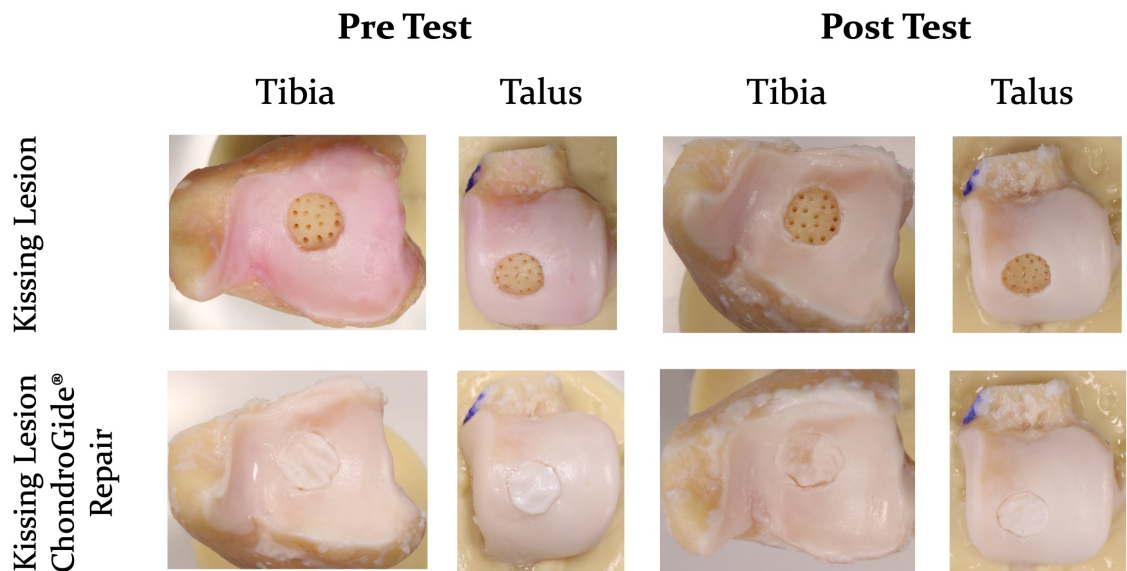 Pre Test
Post Test
Tibia
Talus
Tibia
Talus
Kissing Lesion
Kissing Lesion
ChondroGide®
Repair